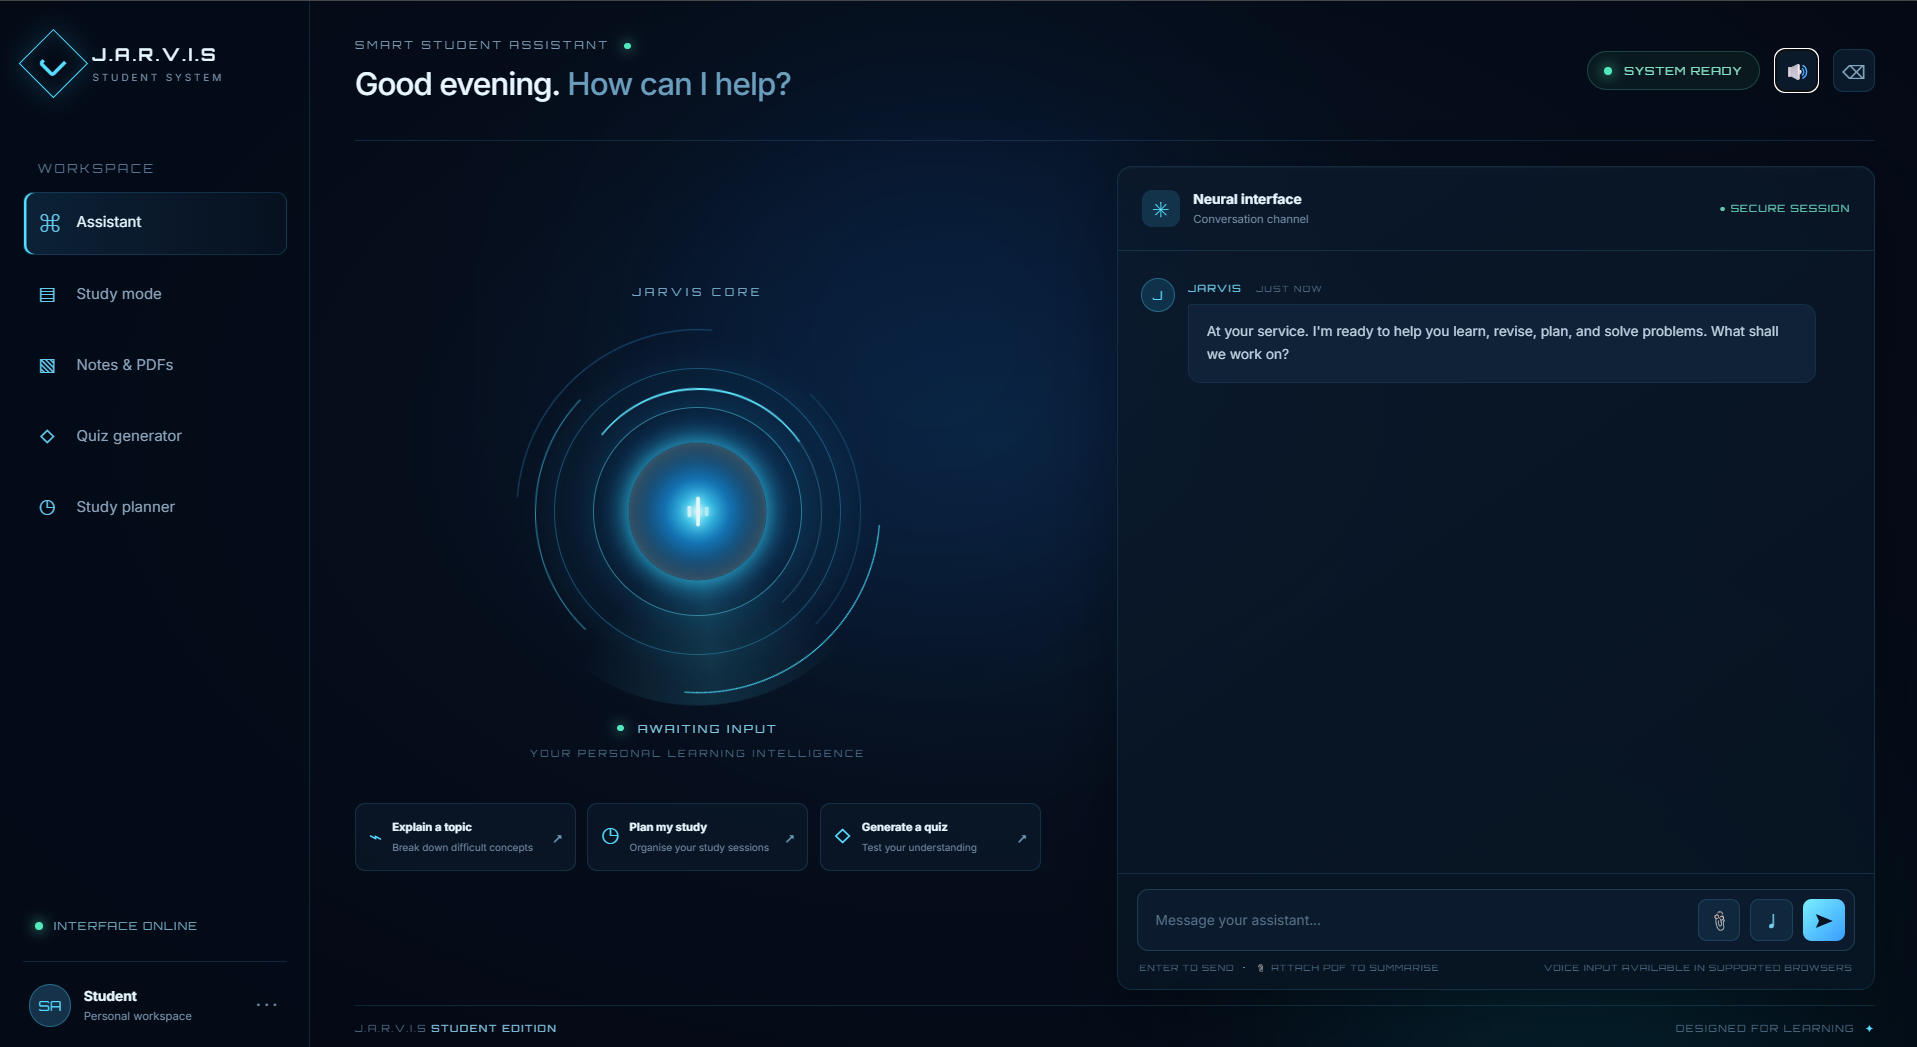 J.A.R.V.I.S
STUDENT SYSTEM
WORKSPACE
Assistant
Study mode
Notes & PDFs
Quiz generator
Study planner
INTERFACE ONLINE
SA
Student
Personal workspace
SMART STUDENT ASSISTANT
Good evening. How can I help?
SYSTEM READY
JARVIS CORE
AWAITING INPUT
YOUR PERSONAL LEARNING INTELLIGENCE
Explain a topic
Break down difficult concepts
Plan my study
Organise your study sessions
Generate a quiz
Test your understanding
Neural interface
Conversation channel
SECURE SESSION
J
JARVIS JUST NOW
At your service. I'm ready to help you learn, revise, plan, and solve problems. What shall
we work on?
Message your assistant...
ENTER TO SEND · ATTACH PDF TO SUMMARISE
VOICE INPUT AVAILABLE IN SUPPORTED BROWSERS
J.A.R.V.I.S STUDENT EDITION
DESIGNED FOR LEARNING